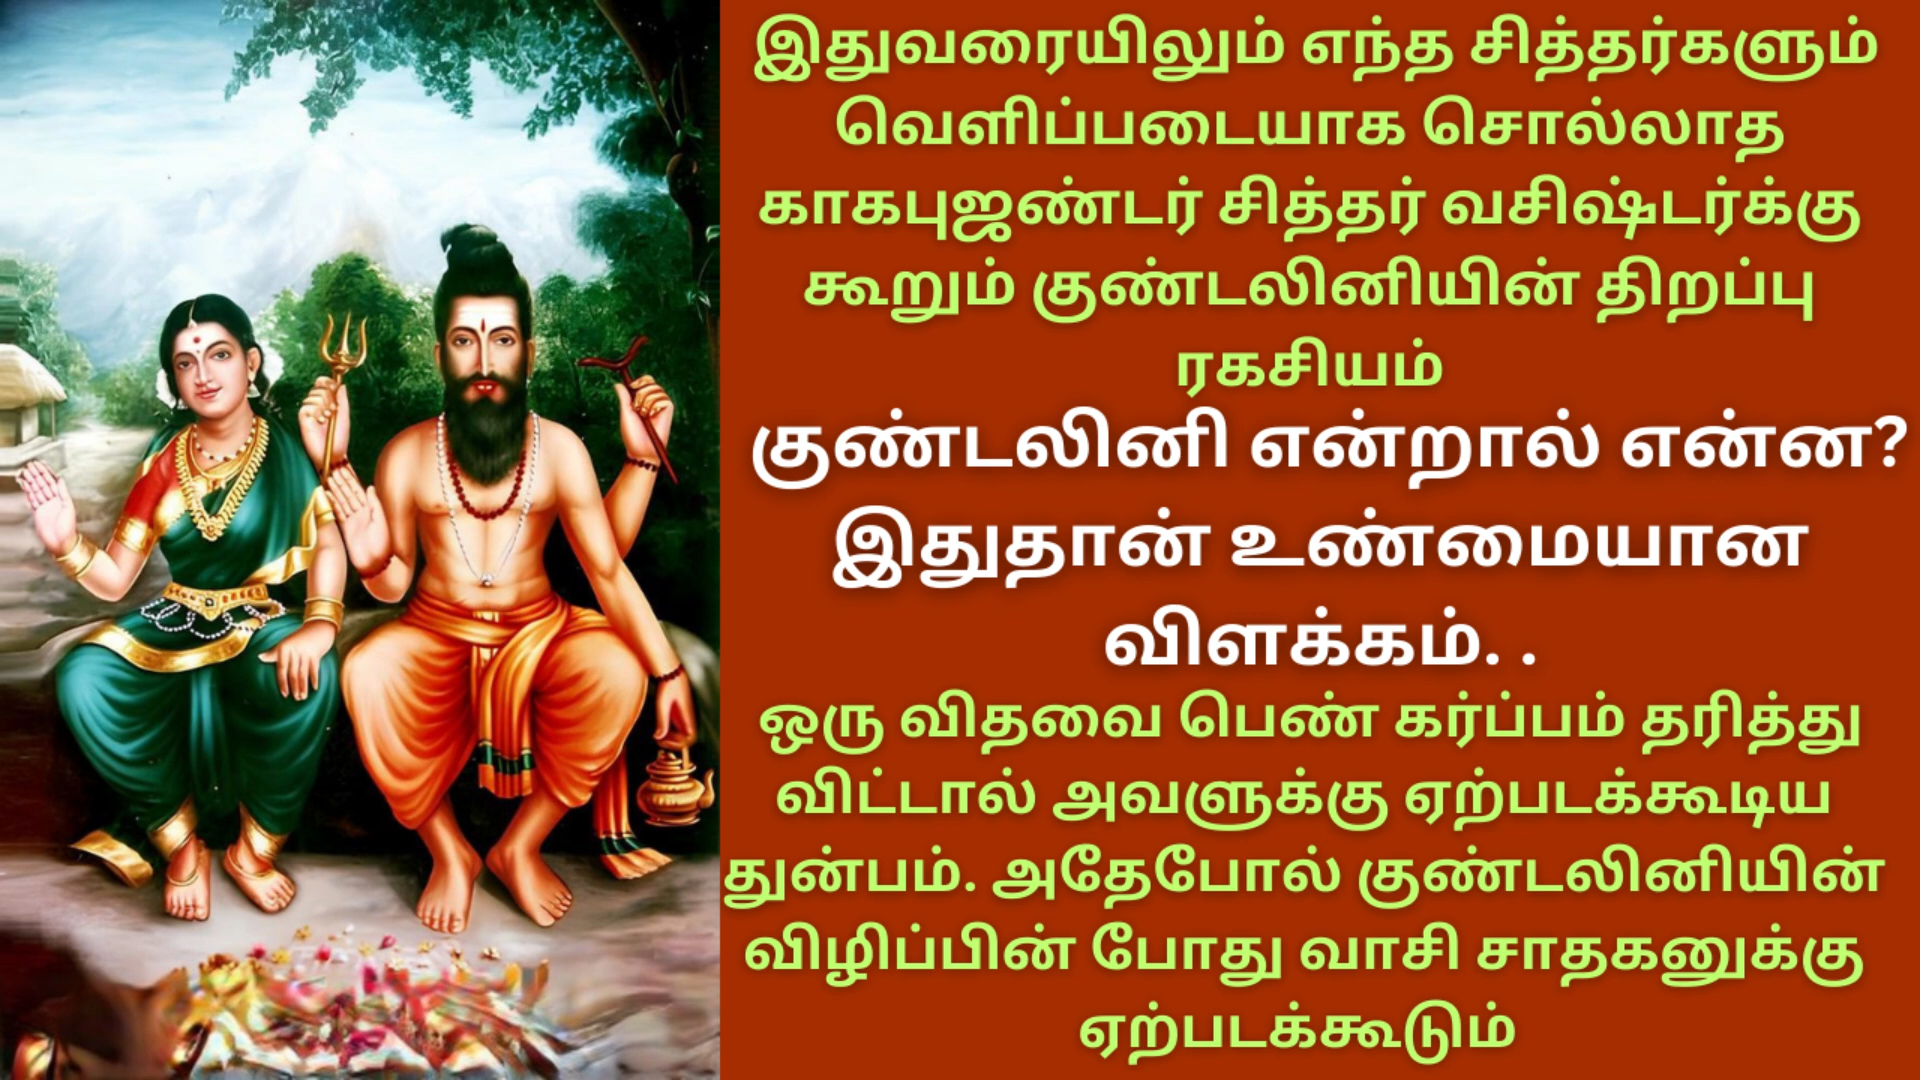 இதுவரையிலும் எந்த சித்தர்களும்
வெளிப்படையாக சொல்லாத
காகபுஜண்டர் சித்தர் வசிஷ்டர்க்கு
கூறும் குண்டலினியின் திறப்பு
ரகசியம்
குண்டலினி என்றால் என்ன?
இதுதான் உண்மையான
விளக்கம். .
ஒரு விதவை பெண் கர்ப்பம் தரித்து
விட்டால் அவளுக்கு ஏற்படக்கூடிய
துன்பம். அதேபோல் குண்டலினியின்
விழிப்பின் போது வாசி சாதகனுக்கு
ஏற்படக்கூடும்